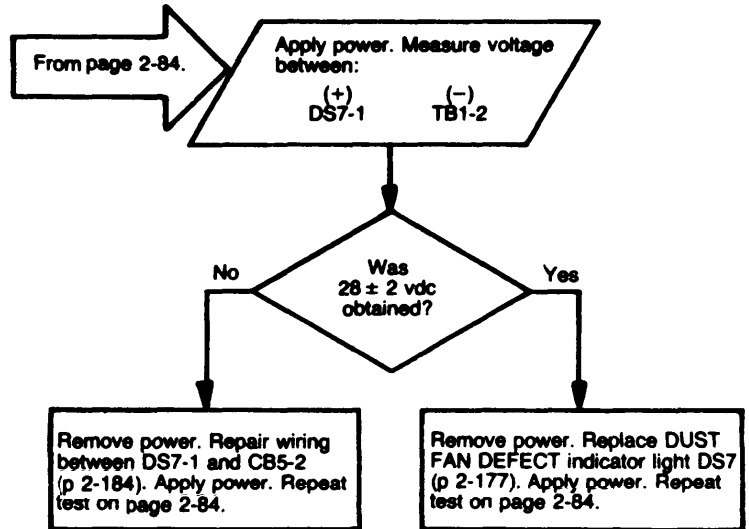 From page 2-84.
Apply power. Measure voltage
between:
(+) (−)
DS7-1 TB1-2
Was
28 ± 2 vdc
obtained?
No
Yes
Remove power. Repair wiring
between DS7-1 and CB5-2
(p 2-184). Apply power. Repeat
test on page 2-84.
Remove power. Replace DUST
FAN DEFECT indicator light DS7
(p 2-177). Apply power. Repeat
test on page 2-84.